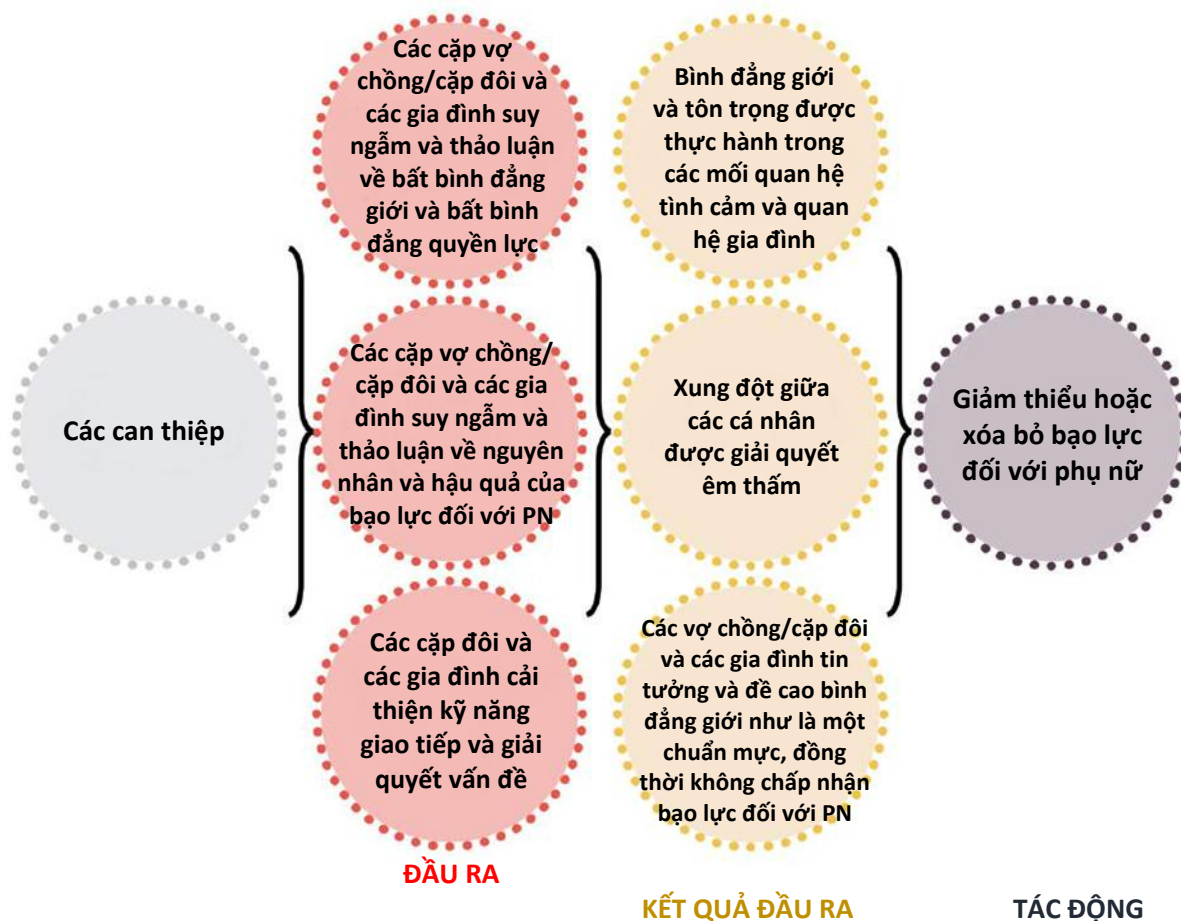 Các can thiệp
Các cặp vợ
chồng/cặp đôi và
các gia đình suy
ngẫm và thảo luận
về bất bình đẳng
giới và bất bình
đẳng quyền lực
Các cặp vợ chồng/
cặp đôi và các gia
đình suy ngẫm và
thảo luận về nguyên
nhân và hậu quả của
bạo lực đối với PN
Các cặp đôi và
các gia đình cải
thiện kỹ năng
giao tiếp và giải
quyết vấn đề
ĐẦU RA
Bình đẳng giới
và tôn trọng được
thực hành trong
các mối quan hệ
tình cảm và quan
hệ gia đình
Xung đột giữa
các cá nhân
được giải quyết
êm thấm
Các vợ chồng/cặp đôi
và các gia đình tin
tưởng và đề cao bình
đẳng giới như là một
chuẩn mực, đồng
thời không chấp nhận
bạo lực đối với PN
KẾT QUẢ ĐẦU RA
Giảm thiểu hoặc
xóa bỏ bạo lực
đối với phụ nữ
TÁC ĐỘNG